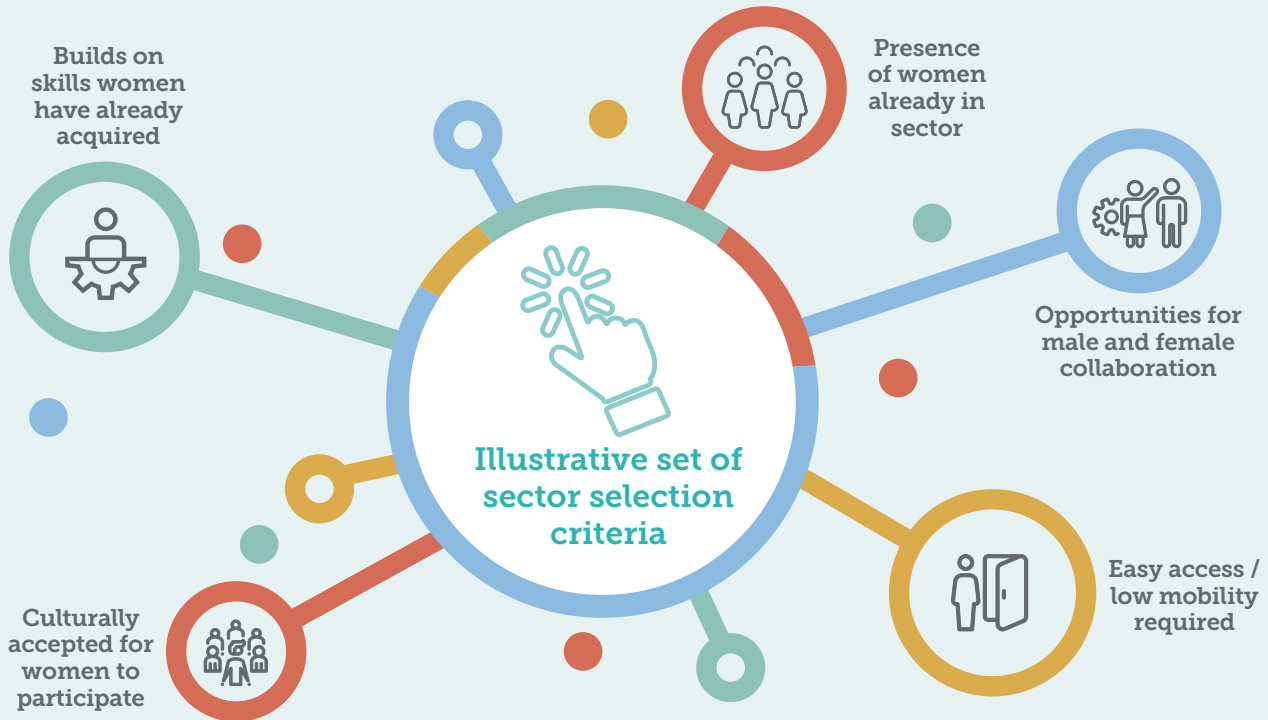 Builds on
skills women
have already
acquired
Presence
of women
already in
sector
Opportunities for
male and female
collaboration
Illustrative set of
sector selection
criteria
Easy access /
low mobility
required
Culturally
accepted for
women to
participate